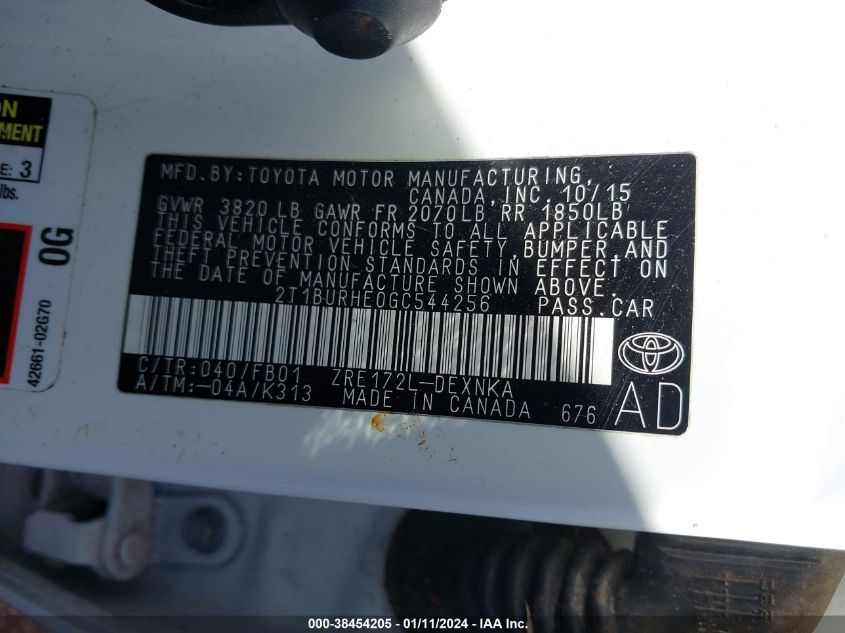 ON
MENT
E: 3
lbs.
0G
42661-02G70
MFD. BY: TOYOTA MOTOR MANUFACTURING,
CANADA, INC. 10/15
GVWR 3820 LB GAWR FR 2070LB RR 1850LB
THIS VEHICLE CONFORMS TO ALL APPLICABLE
FEDERAL MOTOR VEHICLE SAFETY, BUMPER, AND
THEFT PREVENTION STANDARDS IN EFFECT ON
THE DATE OF MANUFACTURE SHOWN ABOVE.
2T1BURHE0GC544256 PASS. CAR
C/TR: 040/FB01 ZRE172L-DEXNKA
A/TM: -04A/K313 MADE IN CANADA 676
AD
000-38454205 - 01/11/2024 - IAA Inc.